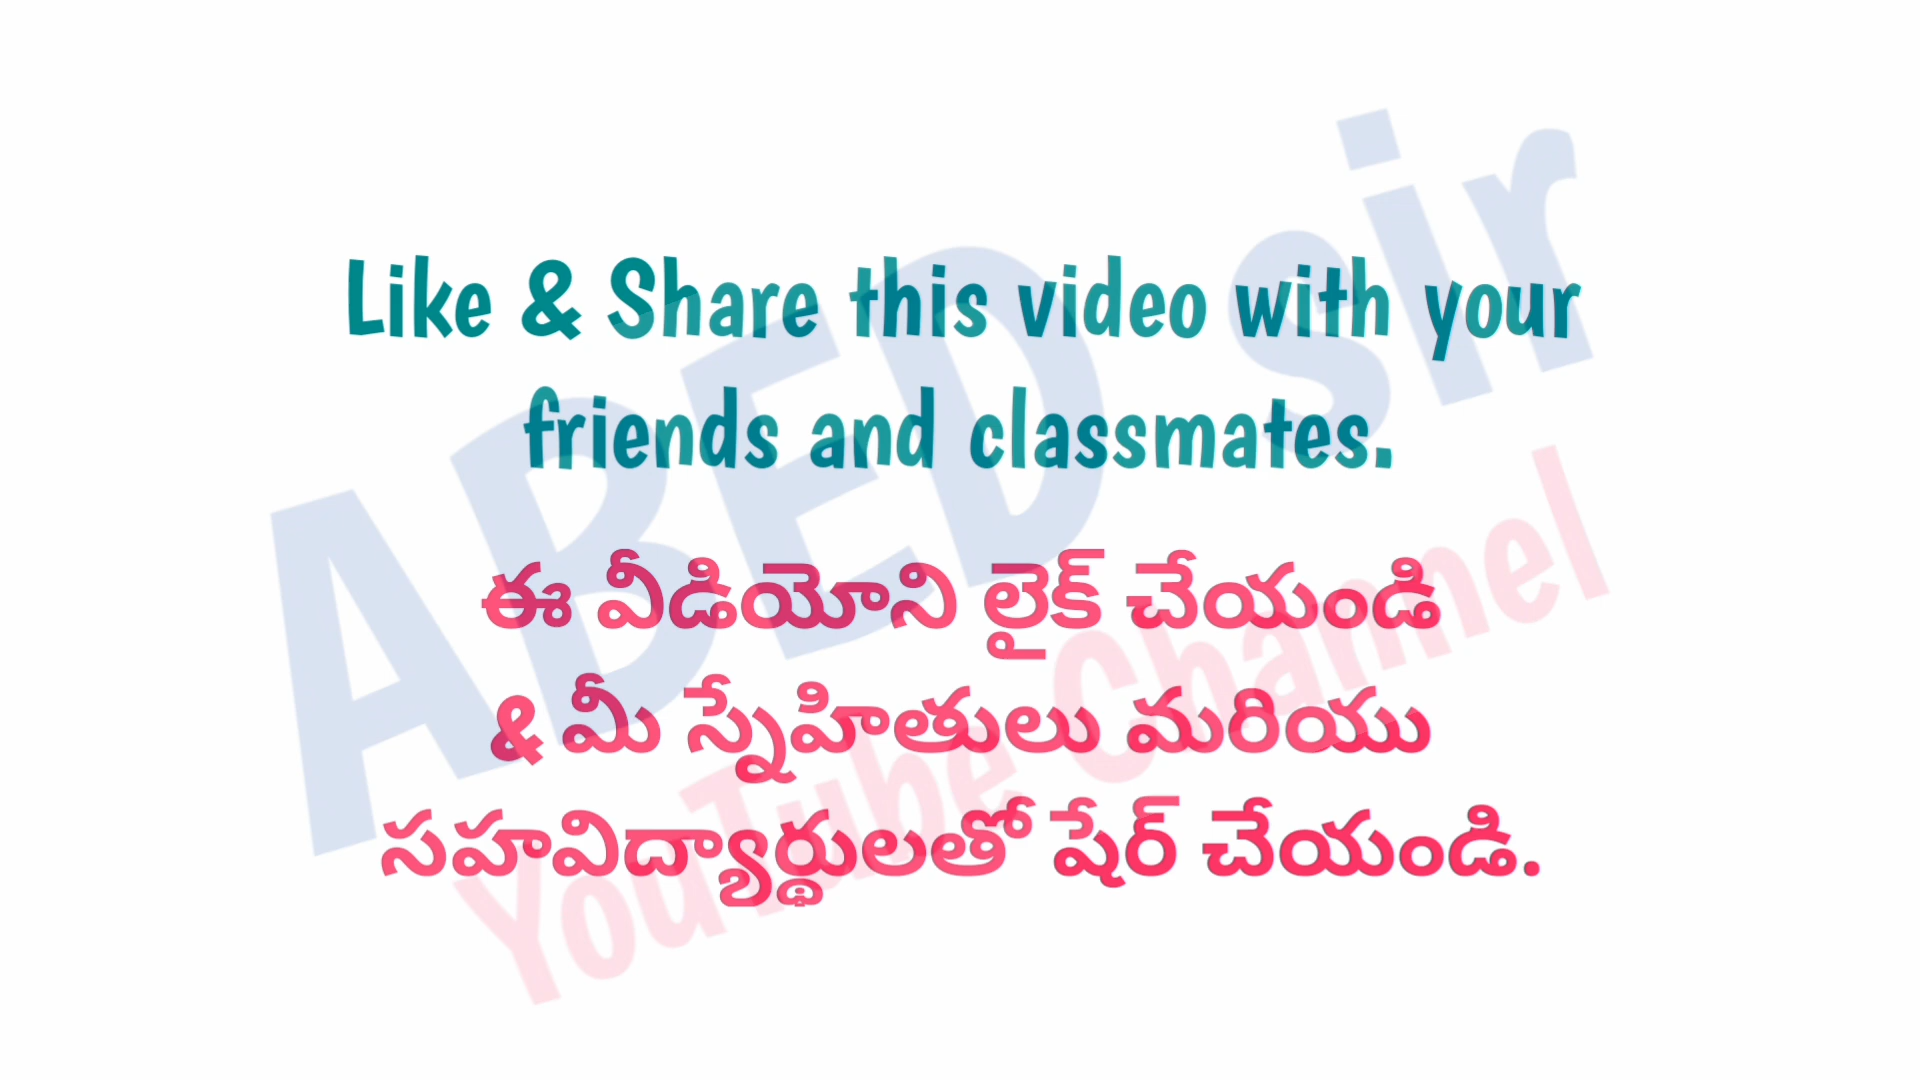 Like & Share this video with your
friends and classmates.
ఈ వీడియోని లైక్ చేయండి
& మీ స్నేహితులు మరియు
సహవిద్యార్థులతో షేర్ చేయండి.
ABED sir
YouTube Channel